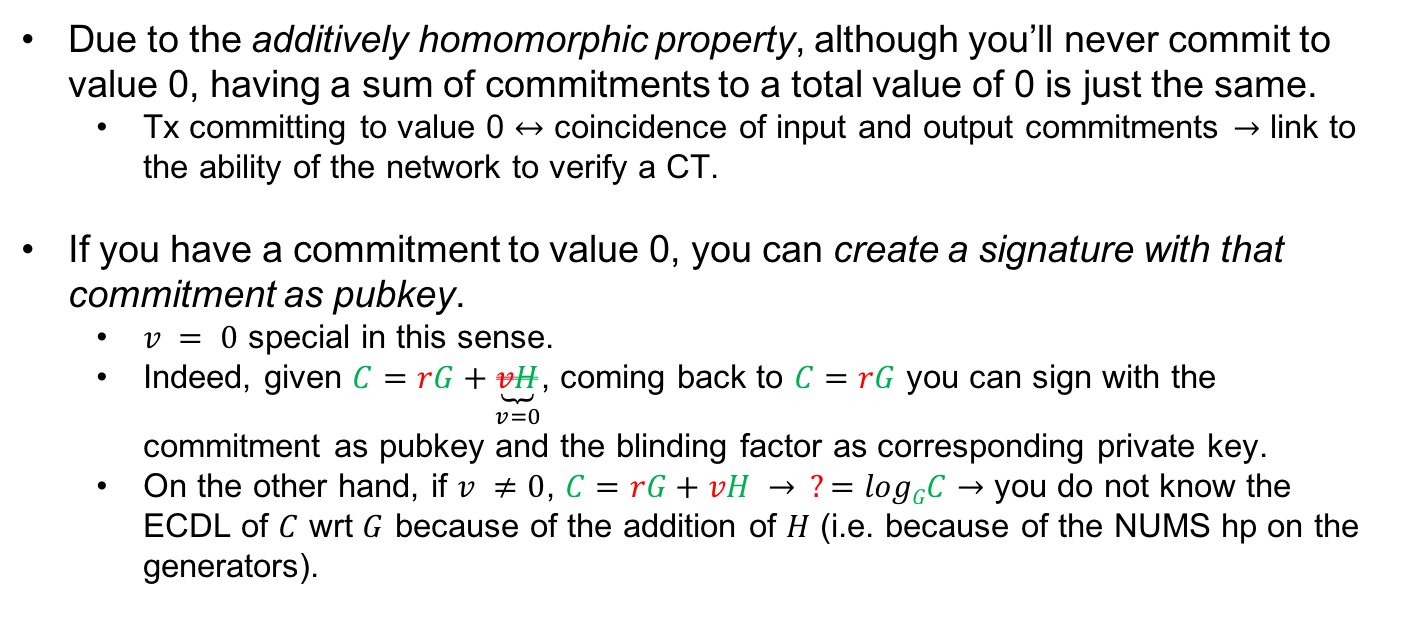 • Due to the additively homomorphic property, although you'll never commit to
value 0, having a sum of commitments to a total value of 0 is just the same.
• Tx committing to value 0 ↔ coincidence of input and output commitments → link to
the ability of the network to verify a CT.
• If you have a commitment to value 0, you can create a signature with that
commitment as pubkey.
• v = 0 special in this sense.
• Indeed, given C = rG + vH, coming back to C = rG you can sign with the
v=0
commitment as pubkey and the blinding factor as corresponding private key.
• On the other hand, if v ≠ 0, C = rG + vH → ? = log_G C → you do not know the
ECDL of C wrt G because of the addition of H (i.e. because of the NUMS hp on the
generators).